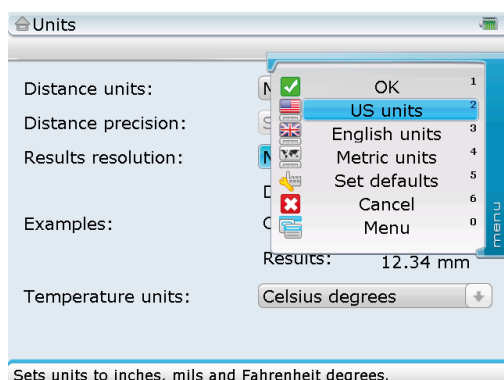 Units
Distance units:
Distance precision:
Results resolution:
Examples:
Results: 12.34 mm
Temperature units: Celsius degrees
OK 1
US units 2
English units 3
Metric units 4
Set defaults 5
Cancel 6
Menu 0
menu
Sets units to inches, mils and Fahrenheit degrees.